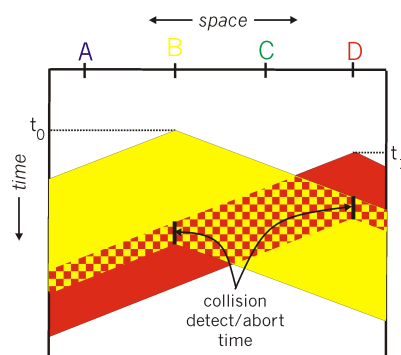 space
A B C D
t0
t1
time
collision
detect/abort
time